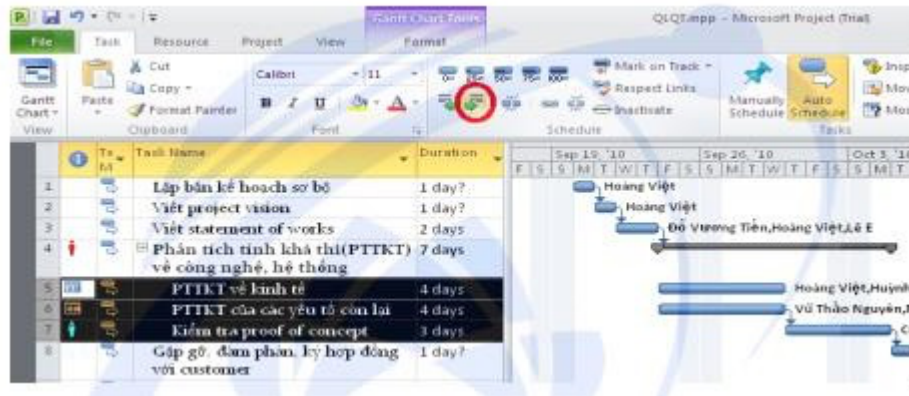 Gantt Chart Tools
QLQT.mpp - Microsoft Project (Trial)
File Task Resource Project View Format
Cut
Copy
Format Painter
Paste
Gantt
Chart
Calibri 11
B I U
0% 25% 50% 75% 100%
Mark on Track
Respect Links
Inactivate
Manually
Schedule
Auto
Schedule
View Clipboard Font Schedule Tasks
Task Name Duration
Sep 19, '10 Sep 26, '10 Oct 3, '10
F S S M T W T F S S M T W T F S S M T
1 Lập bản kế hoạch sơ bộ 1 day? Hoàng Việt
2 Viết project vision 1 day? Hoàng Việt
3 Viết statement of works 2 days Đỗ Vương Tiến,Hoàng Việt,Lê E
4 Phân tích tính khả thi(PTTKT) 7 days
về công nghệ, hệ thống
5 PTTKT về kinh tế 4 days Hoàng Việt,Huỳnh
6 PTTKT của các yếu tố còn lại 4 days Vũ Thảo Nguyên,
7 Kiểm tra proof of concept 3 days
8 Gặp gỡ, đàm phán, ký hợp đồng 1 day?
với customer